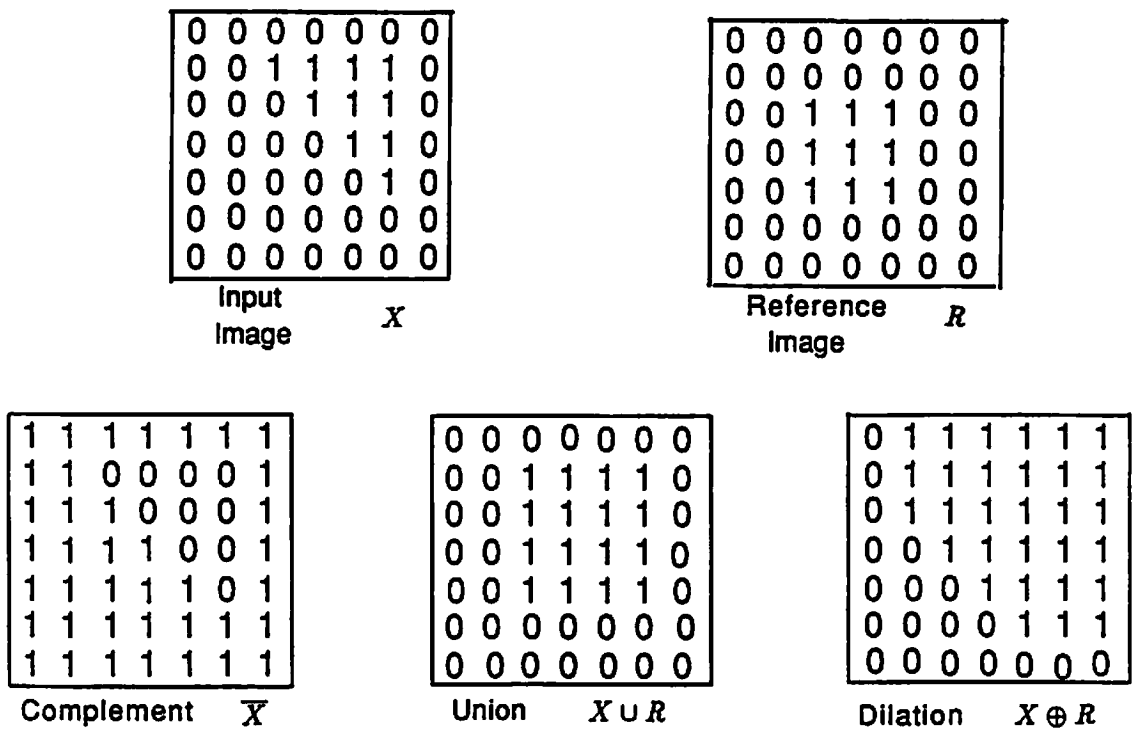 0 0 0 0 0 0 0
0 0 1 1 1 1 0
0 0 0 1 1 1 0
0 0 0 0 1 1 0
0 0 0 0 0 1 0
0 0 0 0 0 0 0
0 0 0 0 0 0 0
Input
Image X
0 0 0 0 0 0 0
0 0 0 0 0 0 0
0 0 1 1 1 0 0
0 0 1 1 1 0 0
0 0 1 1 1 0 0
0 0 0 0 0 0 0
0 0 0 0 0 0 0
Reference R
Image
1 1 1 1 1 1 1
1 1 0 0 0 0 1
1 1 1 0 0 0 1
1 1 1 1 0 0 1
1 1 1 1 1 0 1
1 1 1 1 1 1 1
1 1 1 1 1 1 1
Complement X̅
0 0 0 0 0 0 0
0 0 1 1 1 1 0
0 0 1 1 1 1 0
0 0 1 1 1 1 0
0 0 1 1 1 1 0
0 0 0 0 0 0 0
0 0 0 0 0 0 0
Union X ∪ R
0 1 1 1 1 1 1
0 1 1 1 1 1 1
0 1 1 1 1 1 1
0 0 1 1 1 1 1
0 0 0 1 1 1 1
0 0 0 0 1 1 1
0 0 0 0 0 0 0
Dilation X ⊕ R